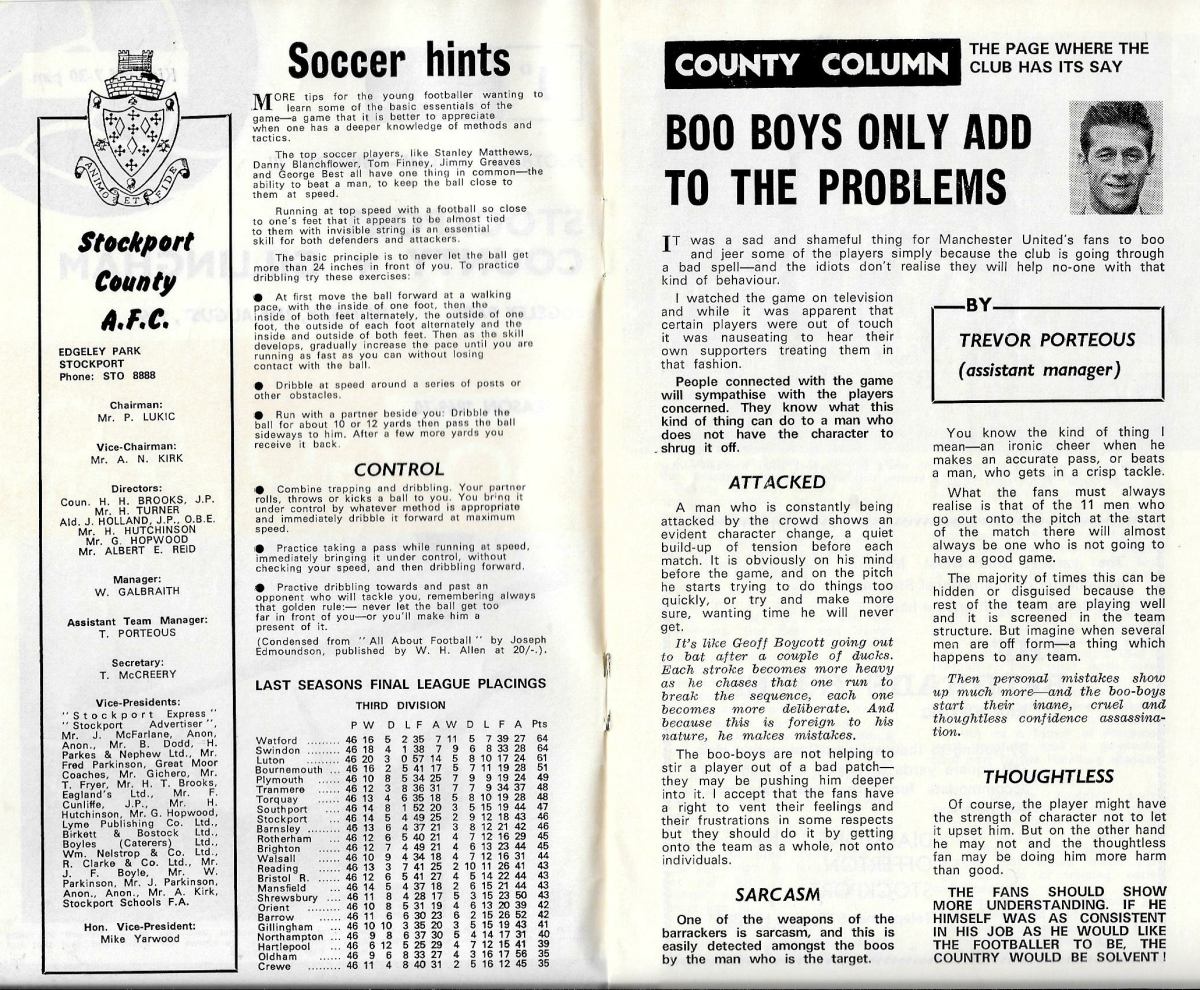 ANIMO ET FIDE
Stockport
County
A.F.C.
EDGELEY PARK
STOCKPORT
Phone: STO 8888
Chairman:
Mr. P. LUKIC
Vice-Chairman:
Mr. A. N. KIRK
Directors:
Coun. H. H. BROOKS, J.P.
Mr. H. TURNER
Ald. J. HOLLAND, J.P., O.B.E.
Mr. H. HUTCHINSON
Mr. G. HOPWOOD
Mr. ALBERT E. REID
Manager:
W. GALBRAITH
Assistant Team Manager:
T. PORTEOUS
Secretary:
T. McCREERY
Vice-Presidents:
"Stockport Express"
"Stockport Advertiser",
Mr. J. McFarlane, Anon,
Anon., Mr. B. Dodd, H.
Parkes & Nephew Ltd., Mr.
Fred Parkinson, Great Moor
Coaches, Mr. Gichero, Mr.
T. Fryer, Mr. H. T. Brooks,
Eagland's Ltd., Mr. F.
Cunliffe, J.P., Mr. H.
Hutchinson, Mr. G. Hopwood,
Lyme Publishing Co. Ltd.,
Birkett & Bostock Ltd.,
Boyles (Caterers) Ltd.,
Wm. Nelstrop & Co. Ltd.,
R. Clarke & Co. Ltd., Mr.
J. F. Boyle, Mr. W.
Parkinson, Mr. J. Parkinson,
Anon., Anon., Mr. A. Kirk,
Stockport Schools F.A.
Hon. Vice-President:
Mike Yarwood
Soccer hints
MORE tips for the young footballer wanting to
learn some of the basic essentials of the
game—a game that it is better to appreciate
when one has a deeper knowledge of methods and
tactics.
The top soccer players, like Stanley Matthews,
Danny Blanchflower, Tom Finney, Jimmy Greaves
and George Best all have one thing in common—the
ability to beat a man, to keep the ball close to
them at speed.
Running at top speed with a football so close
to one's feet that it appears to be almost tied
to them with invisible string is an essential
skill for both defenders and attackers.
The basic principle is to never let the ball get
more than 24 inches in front of you. To practice
dribbling try these exercises:
● At first move the ball forward at a walking
pace, with the inside of one foot, then the
inside of both feet alternately, the outside of one
foot, the outside of each foot alternately and the
inside and outside of both feet. Then as the skill
develops, gradually increase the pace until you are
running as fast as you can without losing
contact with the ball.
● Dribble at speed around a series of posts or
other obstacles.
● Run with a partner beside you: Dribble the
ball for about 10 or 12 yards then pass the ball
sideways to him. After a few more yards you
receive it back.
CONTROL
● Combine trapping and dribbling. Your partner
rolls, throws or kicks a ball to you. You bring it
under control by whatever method is appropriate
and immediately dribble it forward at maximum
speed.
● Practice taking a pass while running at speed,
immediately bringing it under control, without
checking your speed, and then dribbling forward.
● Practive dribbling towards and past an
opponent who will tackle you, remembering always
that golden rule:— never let the ball get too
far in front of you—or you'll make him a
present of it.
(Condensed from "All About Football" by Joseph
Edmoundson, published by W. H. Allen at 20/-.).
LAST SEASONS FINAL LEAGUE PLACINGS
THIRD DIVISION
P W D L F A W D L F A Pts
Watford ......... 46 16 5 2 35 7 11 5 7 39 27 64
Swindon ......... 46 18 4 1 38 7 9 6 8 33 28 64
Luton ......... 46 20 3 0 57 14 5 8 10 17 24 61
Bournemouth ... 46 16 2 5 41 17 5 7 11 19 28 51
Plymouth ...... 46 10 8 5 34 25 7 9 9 19 24 49
Tranmere ...... 46 12 3 8 36 31 7 7 9 34 37 48
Torquay ...... 46 13 4 6 35 18 5 8 10 19 28 48
Southport ...... 46 14 8 1 52 20 3 5 15 19 44 47
Stockport ...... 46 14 5 4 49 25 2 9 12 18 43 46
Barnsley ......... 46 13 6 4 37 21 3 8 12 21 42 46
Rotherham ...... 46 12 6 5 40 21 4 7 12 16 29 45
Brighton ...... 46 12 7 4 49 21 4 6 13 23 44 45
Walsall ...... 46 10 9 4 34 18 4 7 12 16 31 44
Reading ...... 46 13 3 7 41 25 2 10 11 26 41 43
Bristol R. ...... 46 12 6 5 41 27 4 5 14 22 44 43
Mansfield ...... 46 14 5 4 37 18 2 6 15 21 44 43
Shrewsbury ... 46 11 8 4 28 17 5 3 15 23 50 43
Orient ......... 46 10 8 5 31 19 4 6 13 20 39 42
Barrow ......... 46 11 6 6 30 23 6 2 15 26 52 42
Gillingham ...... 46 10 10 3 35 20 3 5 15 19 43 41
Northampton ... 46 9 8 6 37 30 5 4 14 17 31 40
Hartlepool ...... 46 6 12 5 25 29 4 7 12 15 41 39
Oldham ......... 46 9 6 8 33 27 4 3 16 17 56 35
Crewe ......... 46 11 4 8 40 31 2 5 16 12 45 35
COUNTY COLUMN
THE PAGE WHERE THE
CLUB HAS ITS SAY
BOO BOYS ONLY ADD
TO THE PROBLEMS
IT was a sad and shameful thing for Manchester United's fans to boo
and jeer some of the players simply because the club is going through
a bad spell—and the idiots don't realise they will help no-one with that
kind of behaviour.
I watched the game on television
and while it was apparent that
certain players were out of touch
it was nauseating to hear their
own supporters treating them in
that fashion.
People connected with the game
will sympathise with the players
concerned. They know what this
kind of thing can do to a man who
does not have the character to
shrug it off.
ATTACKED
A man who is constantly being
attacked by the crowd shows an
evident character change, a quiet
build-up of tension before each
match. It is obviously on his mind
before the game, and on the pitch
he starts trying to do things too
quickly, or try and make more
sure, wanting time he will never
get.
It's like Geoff Boycott going out
to bat after a couple of ducks.
Each stroke becomes more heavy
as he chases that one run to
break the sequence, each one
becomes more deliberate. And
because this is foreign to his
nature, he makes mistakes.
The boo-boys are not helping to
stir a player out of a bad patch—
they may be pushing him deeper
into it. I accept that the fans have
a right to vent their feelings and
their frustrations in some respects
but they should do it by getting
onto the team as a whole, not onto
individuals.
SARCASM
One of the weapons of the
barrackers is sarcasm, and this is
easily detected amongst the boos
by the man who is the target.
BY
TREVOR PORTEOUS
(assistant manager)
You know the kind of thing I
mean—an ironic cheer when he
makes an accurate pass, or beats
a man, who gets in a crisp tackle.
What the fans must always
realise is that of the 11 men who
go out onto the pitch at the start
of the match there will almost
always be one who is not going to
have a good game.
The majority of times this can be
hidden or disguised because the
rest of the team are playing well
and it is screened in the team
structure. But imagine when several
men are off form—a thing which
happens to any team.
Then personal mistakes show
up much more—and the boo-boys
start their inane, cruel and
thoughtless confidence assassina-
tion.
THOUGHTLESS
Of course, the player might have
the strength of character not to let
it upset him. But on the other hand
he may not and the thoughtless
fan may be doing him more harm
than good.
THE FANS SHOULD SHOW
MORE UNDERSTANDING. IF HE
HIMSELF WAS AS CONSISTENT
IN HIS JOB AS HE WOULD LIKE
THE FOOTBALLER TO BE, THE
COUNTRY WOULD BE SOLVENT!